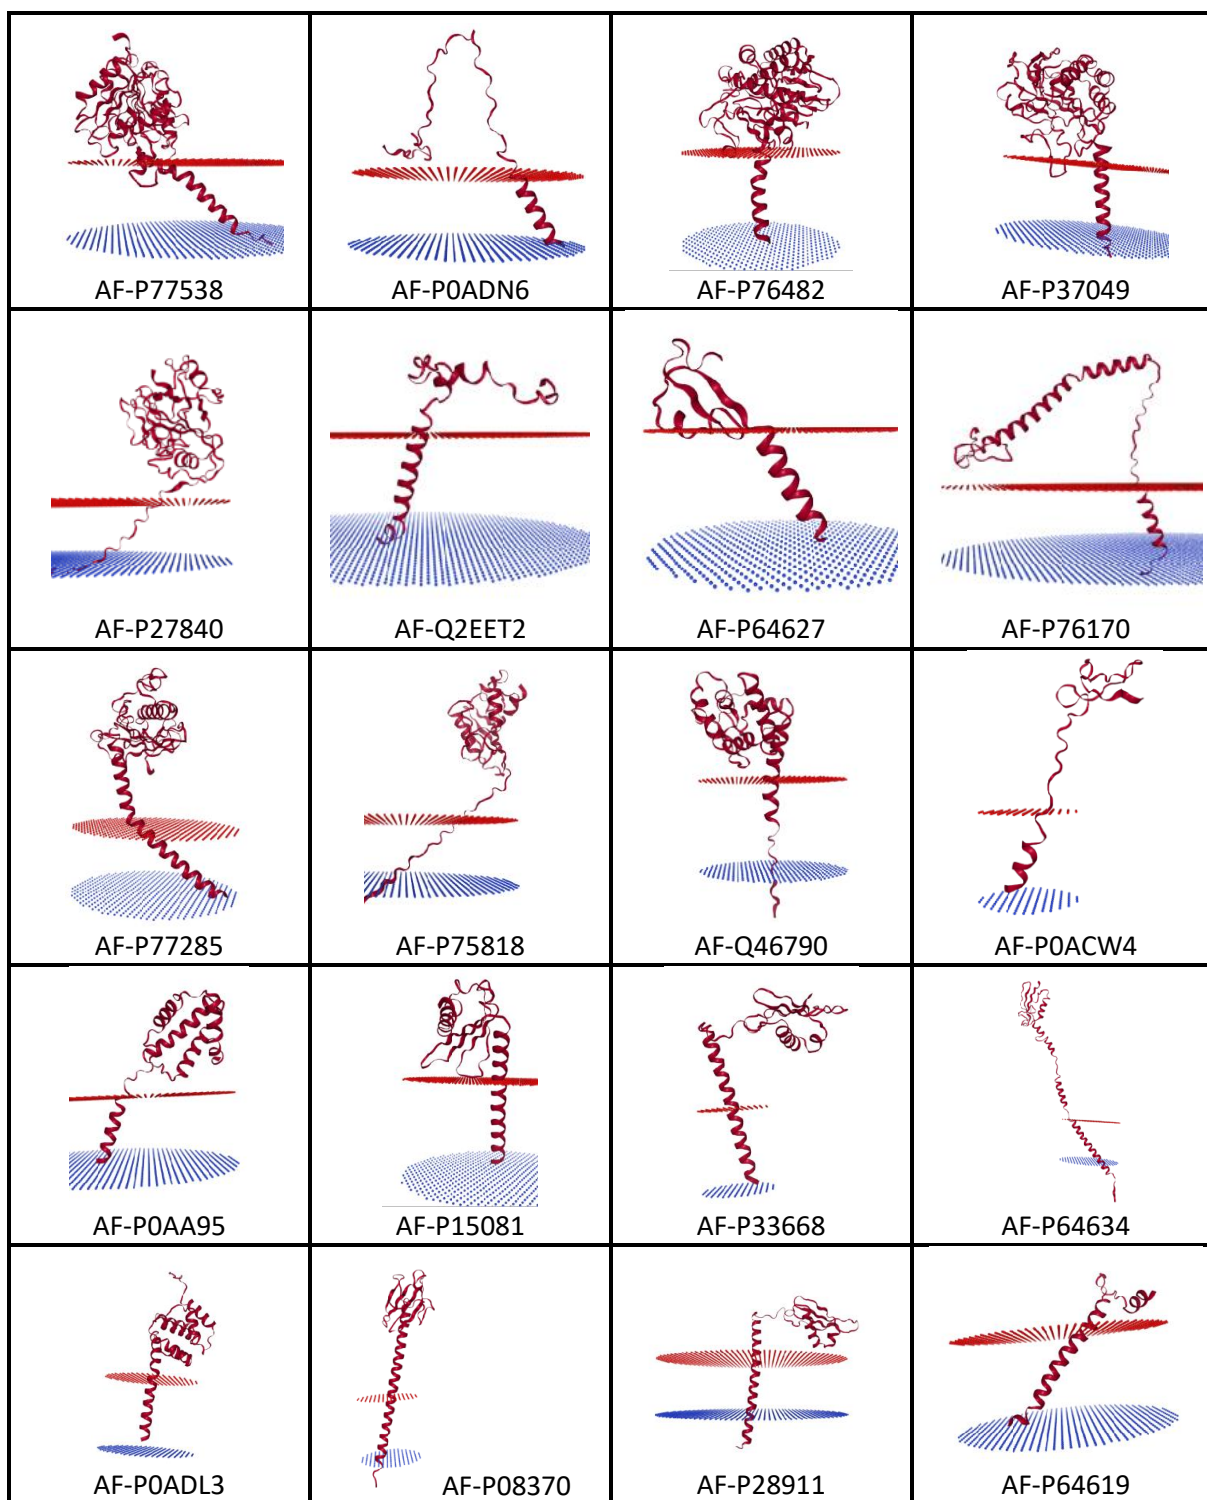 AF-P77538 AF-P0ADN6 AF-P76482 AF-P37049
AF-P27840 AF-Q2EET2 AF-P64627 AF-P76170
AF-P77285 AF-P75818 AF-Q46790 AF-P0ACW4
AF-P0AA95 AF-P15081 AF-P33668 AF-P64634
AF-P0ADL3 AF-P08370 AF-P28911 AF-P64619